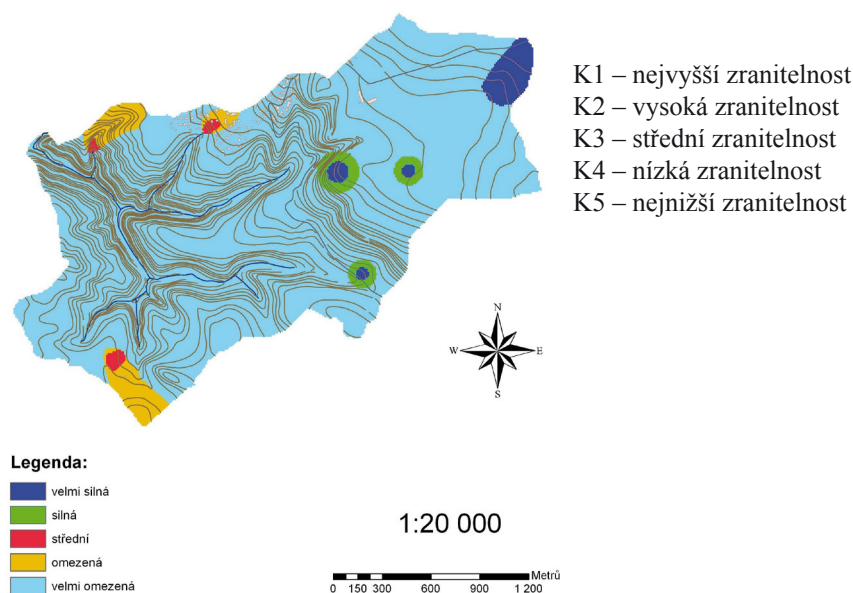 K1 – nejvyšší zranitelnost
K2 – vysoká zranitelnost
K3 – střední zranitelnost
K4 – nízká zranitelnost
K5 – nejnižší zranitelnost
N
W E
S
Legenda:
velmi silná
silná
střední
omezená
velmi omezená
1:20 000
Metrů
0 150 300 600 900 1 200